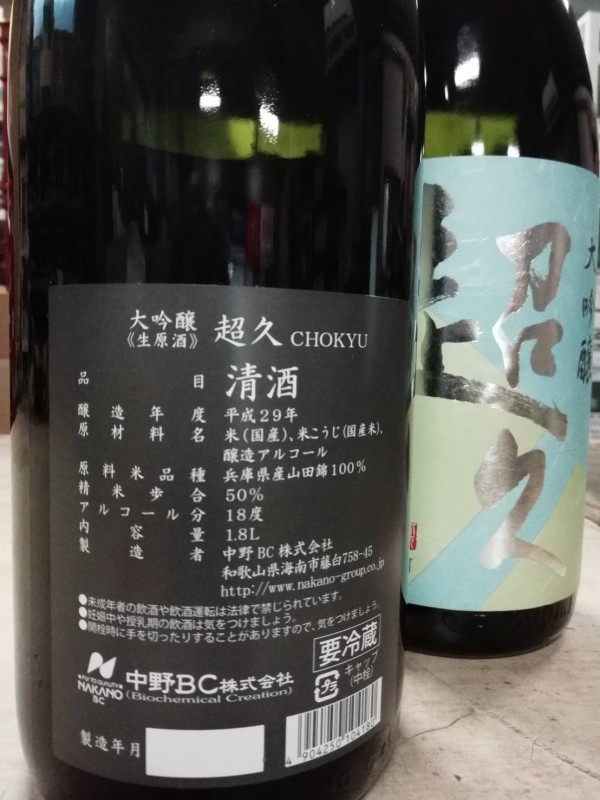 大吟醸
《生原酒》
超久 CHOKYU
品目 清酒
醸造年度 平成29年
原材料名 米(国産)、米こうじ(国産米)、
醸造アルコール
原料米品種 兵庫県産山田錦100%
精米歩合 50%
アルコール分 18度
内容量 1.8L
製造者 中野BC株式会社
和歌山県海南市藤白758-45
http://www.nakano-group.co.jp
●未成年者の飲酒や飲酒運転は法律で禁じられています。
●妊娠中や授乳期の飲酒は気をつけましょう。
●開栓時に手を切ったりすることがありますので、気をつけましょう。
要冷蔵
プラ
キャップ
(中栓)
NAKANO
BC
中野BC株式会社
(Biochemical Creation)
製造年月
4 904250 104180
超久
大吟醸